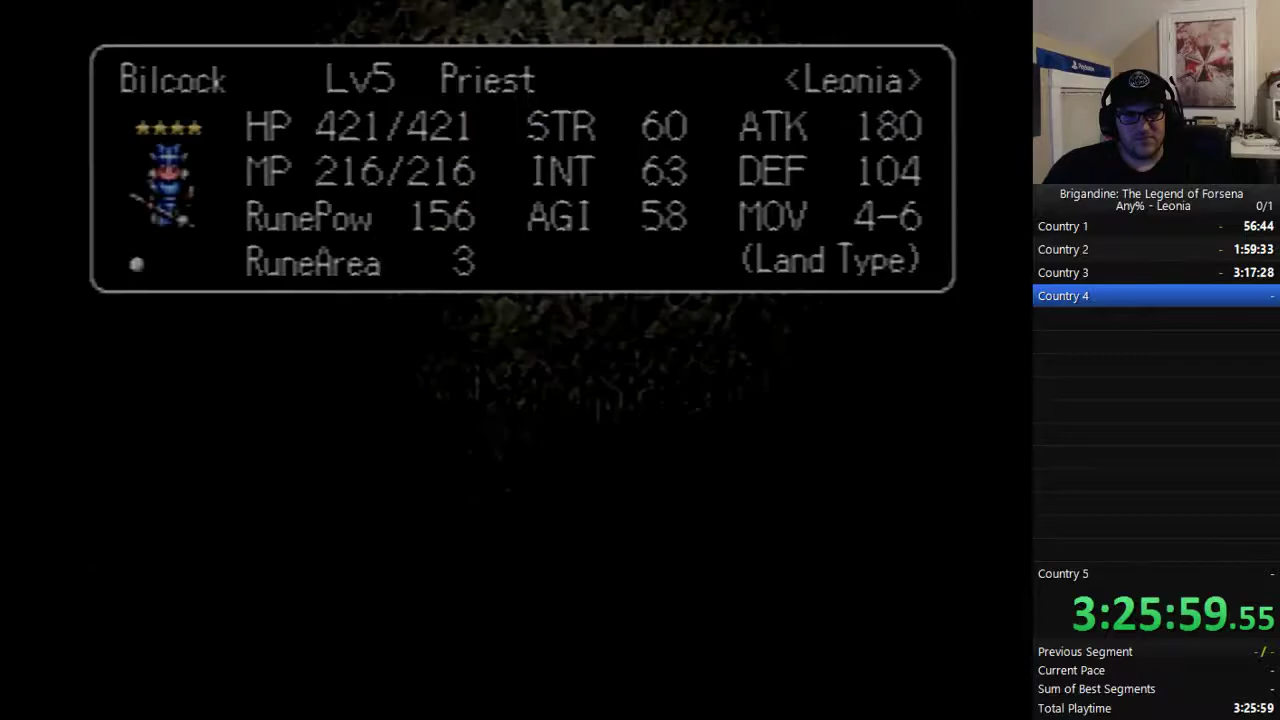 Bilcock Lv5 Priest <Leonia>
HP 421/421 STR 60 ATK 180
MP 216/216 INT 63 DEF 104
RunePow 156 AGI 58 MOV 4-6
RuneArea 3 (Land Type)
Brigandine: The Legend of Forsena
Any% - Leonia 0/1
Country 1 - 56:44
Country 2 - 1:59:33
Country 3 - 3:17:28
Country 4 -
Country 5 -
3:25:59.55
Previous Segment - / -
Current Pace -
Sum of Best Segments -
Total Playtime 3:25:59